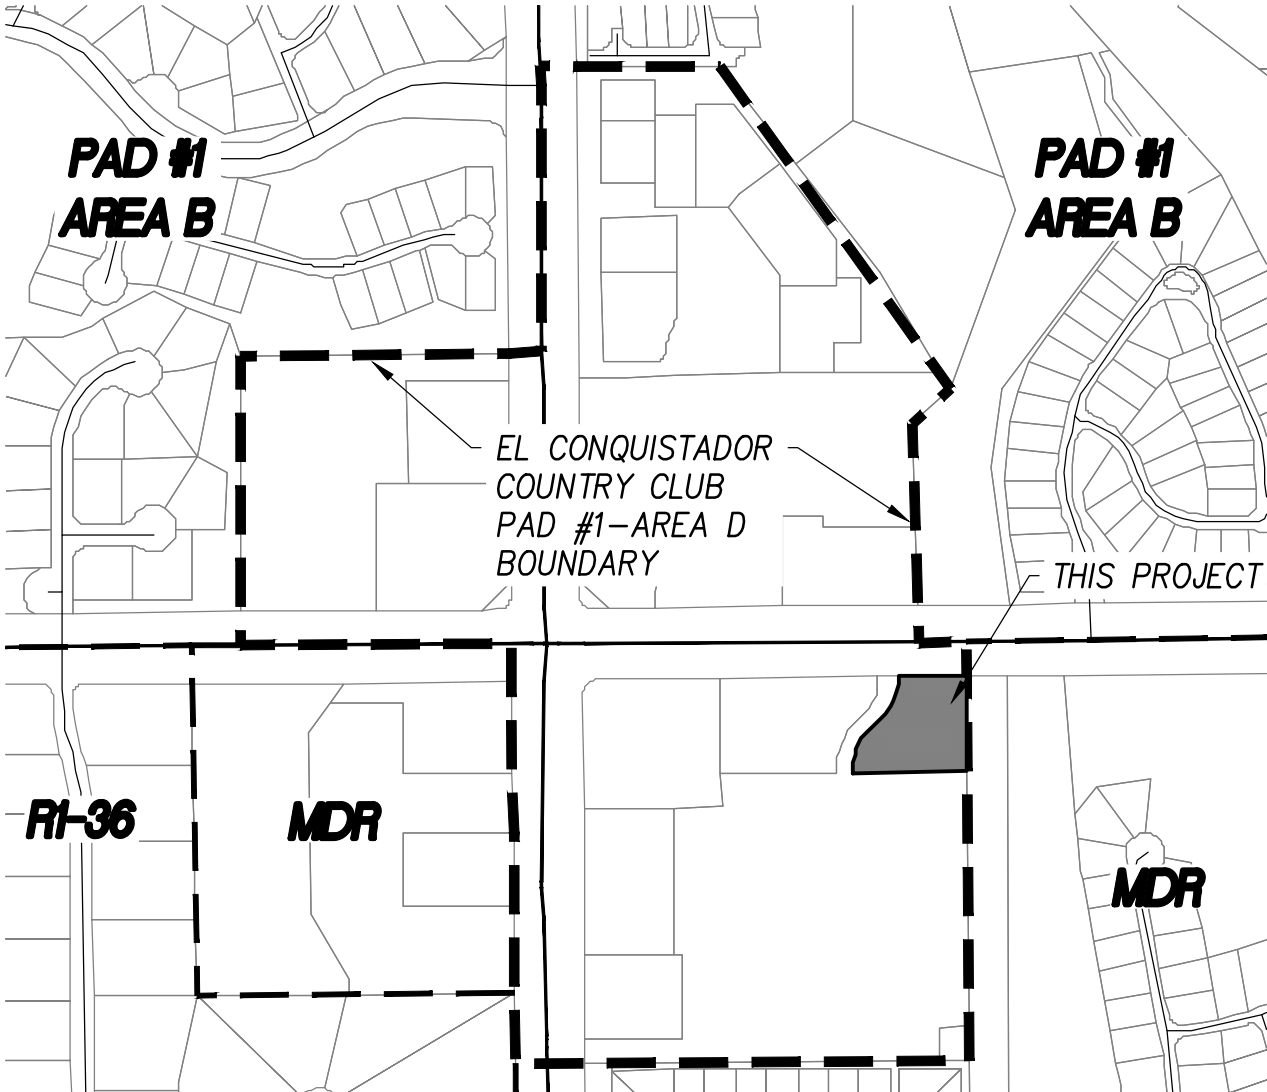 PAD #1
AREA B
PAD #1
AREA B
EL CONQUISTADOR
COUNTRY CLUB
PAD #1-AREA D
BOUNDARY
THIS PROJECT
R1-36
MDR
MDR